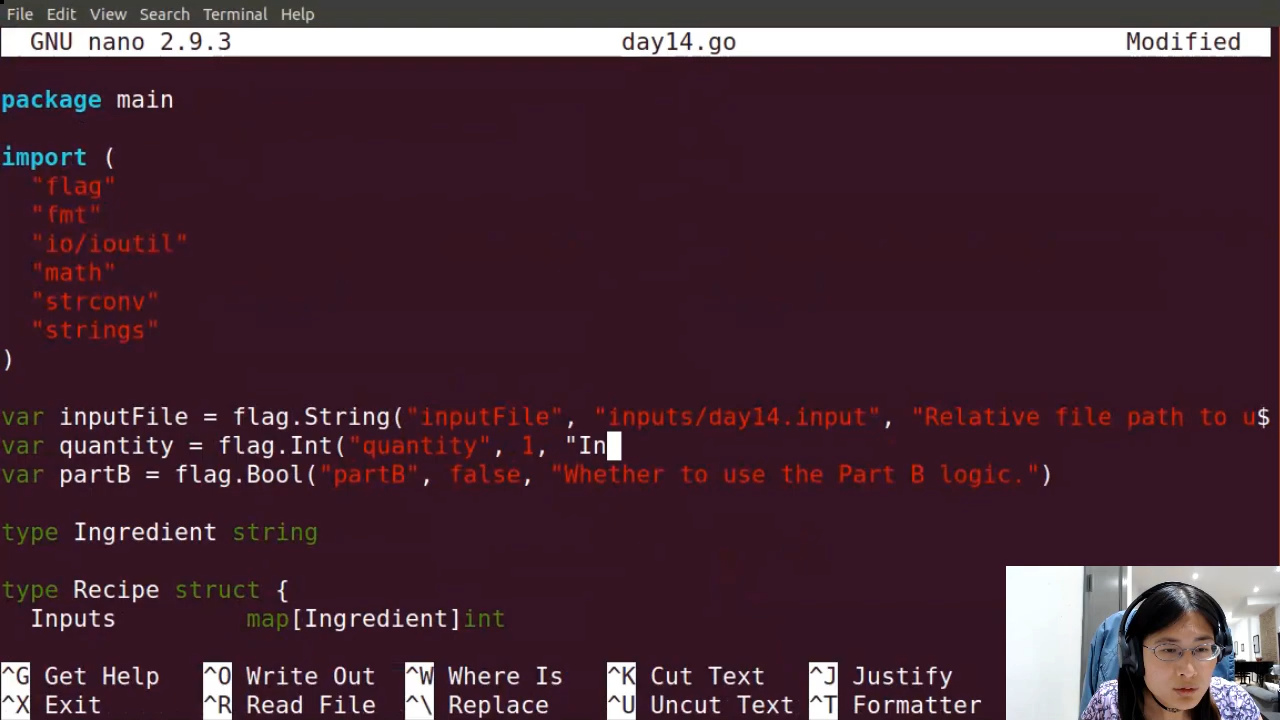 File Edit View Search Terminal Help
GNU nano 2.9.3 day14.go Modified
package main
import (
"flag"
"fmt"
"io/ioutil"
"math"
"strconv"
"strings"
)
var inputFile = flag.String("inputFile", "inputs/day14.input", "Relative file path to u$
var quantity = flag.Int("quantity", 1, "In
var partB = flag.Bool("partB", false, "Whether to use the Part B logic.")
type Ingredient string
type Recipe struct {
Inputs map[Ingredient]int
^G Get Help ^O Write Out ^W Where Is ^K Cut Text ^J Justify
^X Exit ^R Read File ^\ Replace ^U Uncut Text ^T Formatter